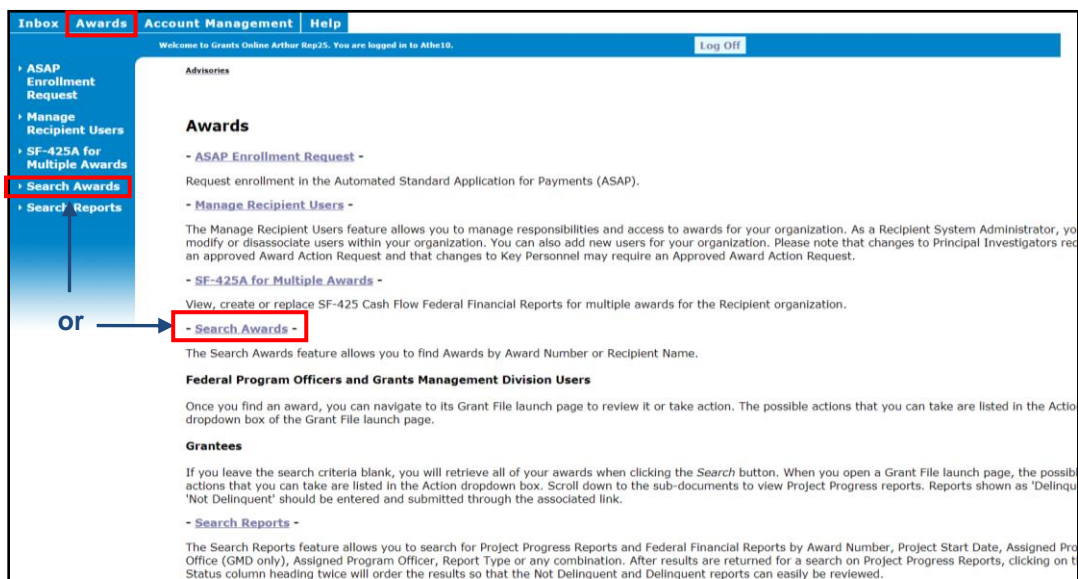 Inbox Awards Account Management Help
Welcome to Grants Online Arthur Rep25. You are logged in to Athe10.
Log Off
ASAP
Enrollment
Request
Manage
Recipient Users
SF-425A for
Multiple Awards
Search Awards
Search Reports
or
Advisories
Awards
- ASAP Enrollment Request -
Request enrollment in the Automated Standard Application for Payments (ASAP).
- Manage Recipient Users -
The Manage Recipient Users feature allows you to manage responsibilities and access to awards for your organization. As a Recipient System Administrator, yo
modify or disassociate users within your organization. You can also add new users for your organization. Please note that changes to Principal Investigators rec
an approved Award Action Request and that changes to Key Personnel may require an Approved Award Action Request.
- SF-425A for Multiple Awards -
View, create or replace SF-425 Cash Flow Federal Financial Reports for multiple awards for the Recipient organization.
- Search Awards -
The Search Awards feature allows you to find Awards by Award Number or Recipient Name.
Federal Program Officers and Grants Management Division Users
Once you find an award, you can navigate to its Grant File launch page to review it or take action. The possible actions that you can take are listed in the Actio
dropdown box of the Grant File launch page.
Grantees
If you leave the search criteria blank, you will retrieve all of your awards when clicking the Search button. When you open a Grant File launch page, the possibl
actions that you can take are listed in the Action dropdown box. Scroll down to the sub-documents to view Project Progress reports. Reports shown as 'Delinqu
'Not Delinquent' should be entered and submitted through the associated link.
- Search Reports -
The Search Reports feature allows you to search for Project Progress Reports and Federal Financial Reports by Award Number, Project Start Date, Assigned Pro
Office (GMD only), Assigned Program Officer, Report Type or any combination. After results are returned for a search on Project Progress Reports, clicking on t
Status column heading twice will order the results so that the Not Delinquent and Delinquent reports can easily be reviewed.